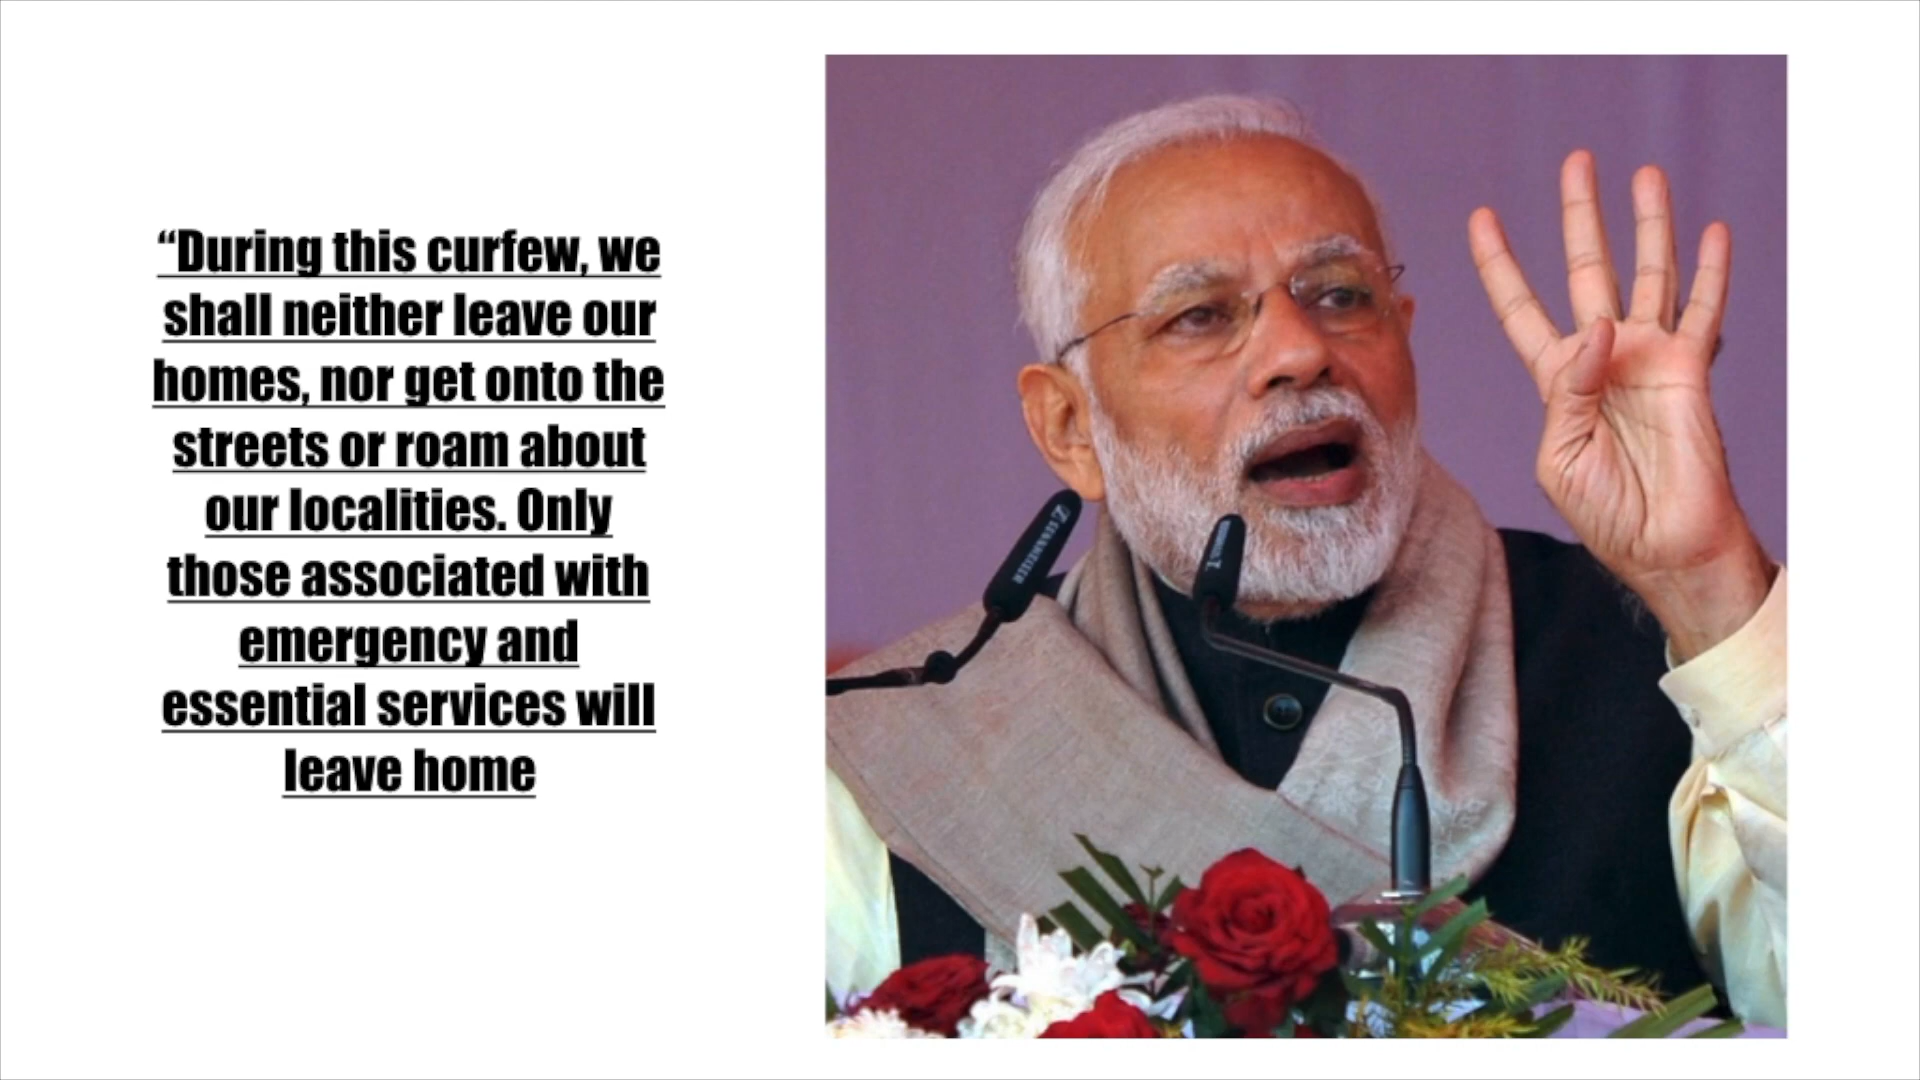 “During this curfew, we
shall neither leave our
homes, nor get onto the
streets or roam about
our localities. Only
those associated with
emergency and
essential services will
leave home
SENNHEISER